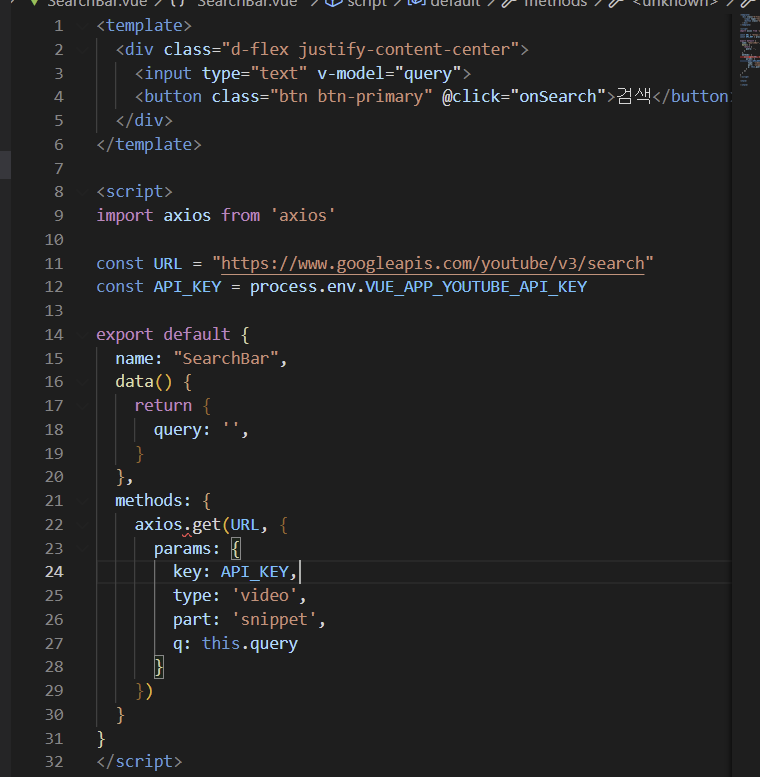 SearchBar.vue > {} "SearchBar.vue" > script > default > methods > <unknown>
1 <template>
2 <div class="d-flex justify-content-center">
3 <input type="text" v-model="query">
4 <button class="btn btn-primary" @click="onSearch">검색</button>
5 </div>
6 </template>
7
8 <script>
9 import axios from 'axios'
10
11 const URL = "https://www.googleapis.com/youtube/v3/search"
12 const API_KEY = process.env.VUE_APP_YOUTUBE_API_KEY
13
14 export default {
15 name: "SearchBar",
16 data() {
17 return {
18 query: '',
19 }
20 },
21 methods: {
22 axios.get(URL, {
23 params: {
24 key: API_KEY,
25 type: 'video',
26 part: 'snippet',
27 q: this.query
28 }
29 })
30 }
31 }
32 </script>